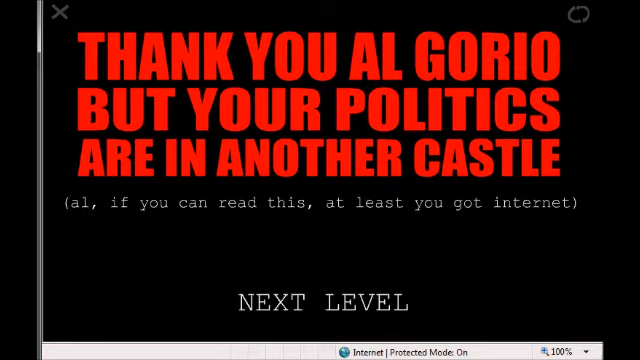 THANK YOU AL GORIO
BUT YOUR POLITICS
ARE IN ANOTHER CASTLE
(al, if you can read this, at least you got internet)
NEXT LEVEL
Internet | Protected Mode: On
100%